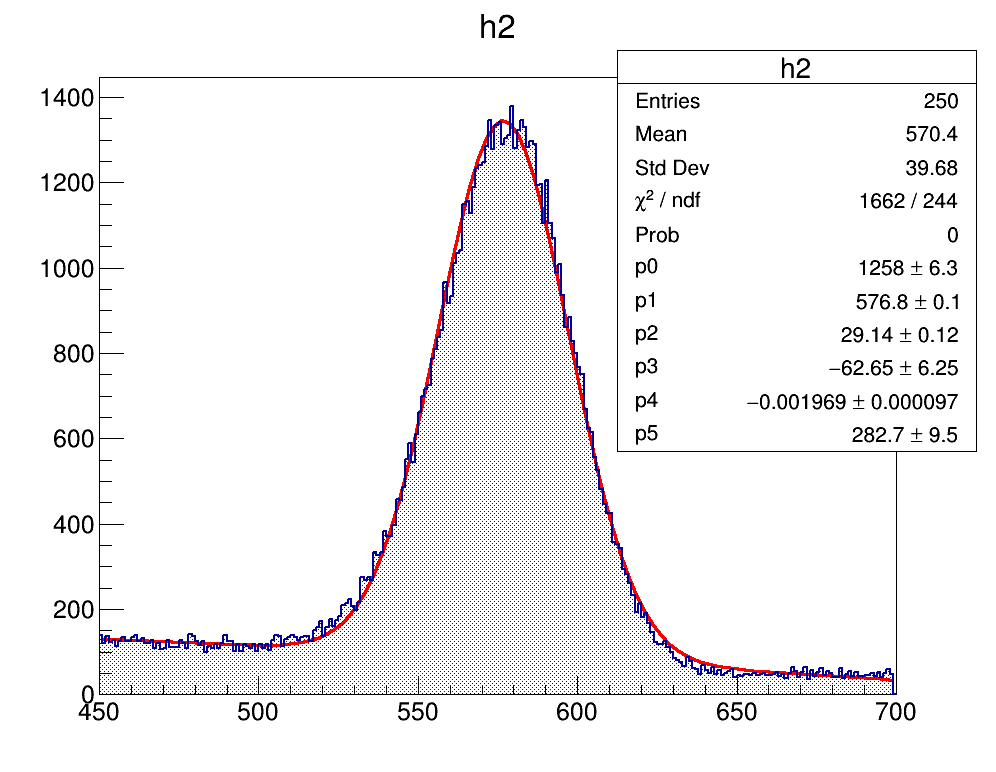 h2
h2
Entries 250
Mean 570.4
Std Dev 39.68
χ² / ndf 1662 / 244
Prob 0
p0 1258 ± 6.3
p1 576.8 ± 0.1
p2 29.14 ± 0.12
p3 −62.65 ± 6.25
p4 −0.001969 ± 0.000097
p5 282.7 ± 9.5
1400
1200
1000
800
600
400
200
0
450 500 550 600 650 700